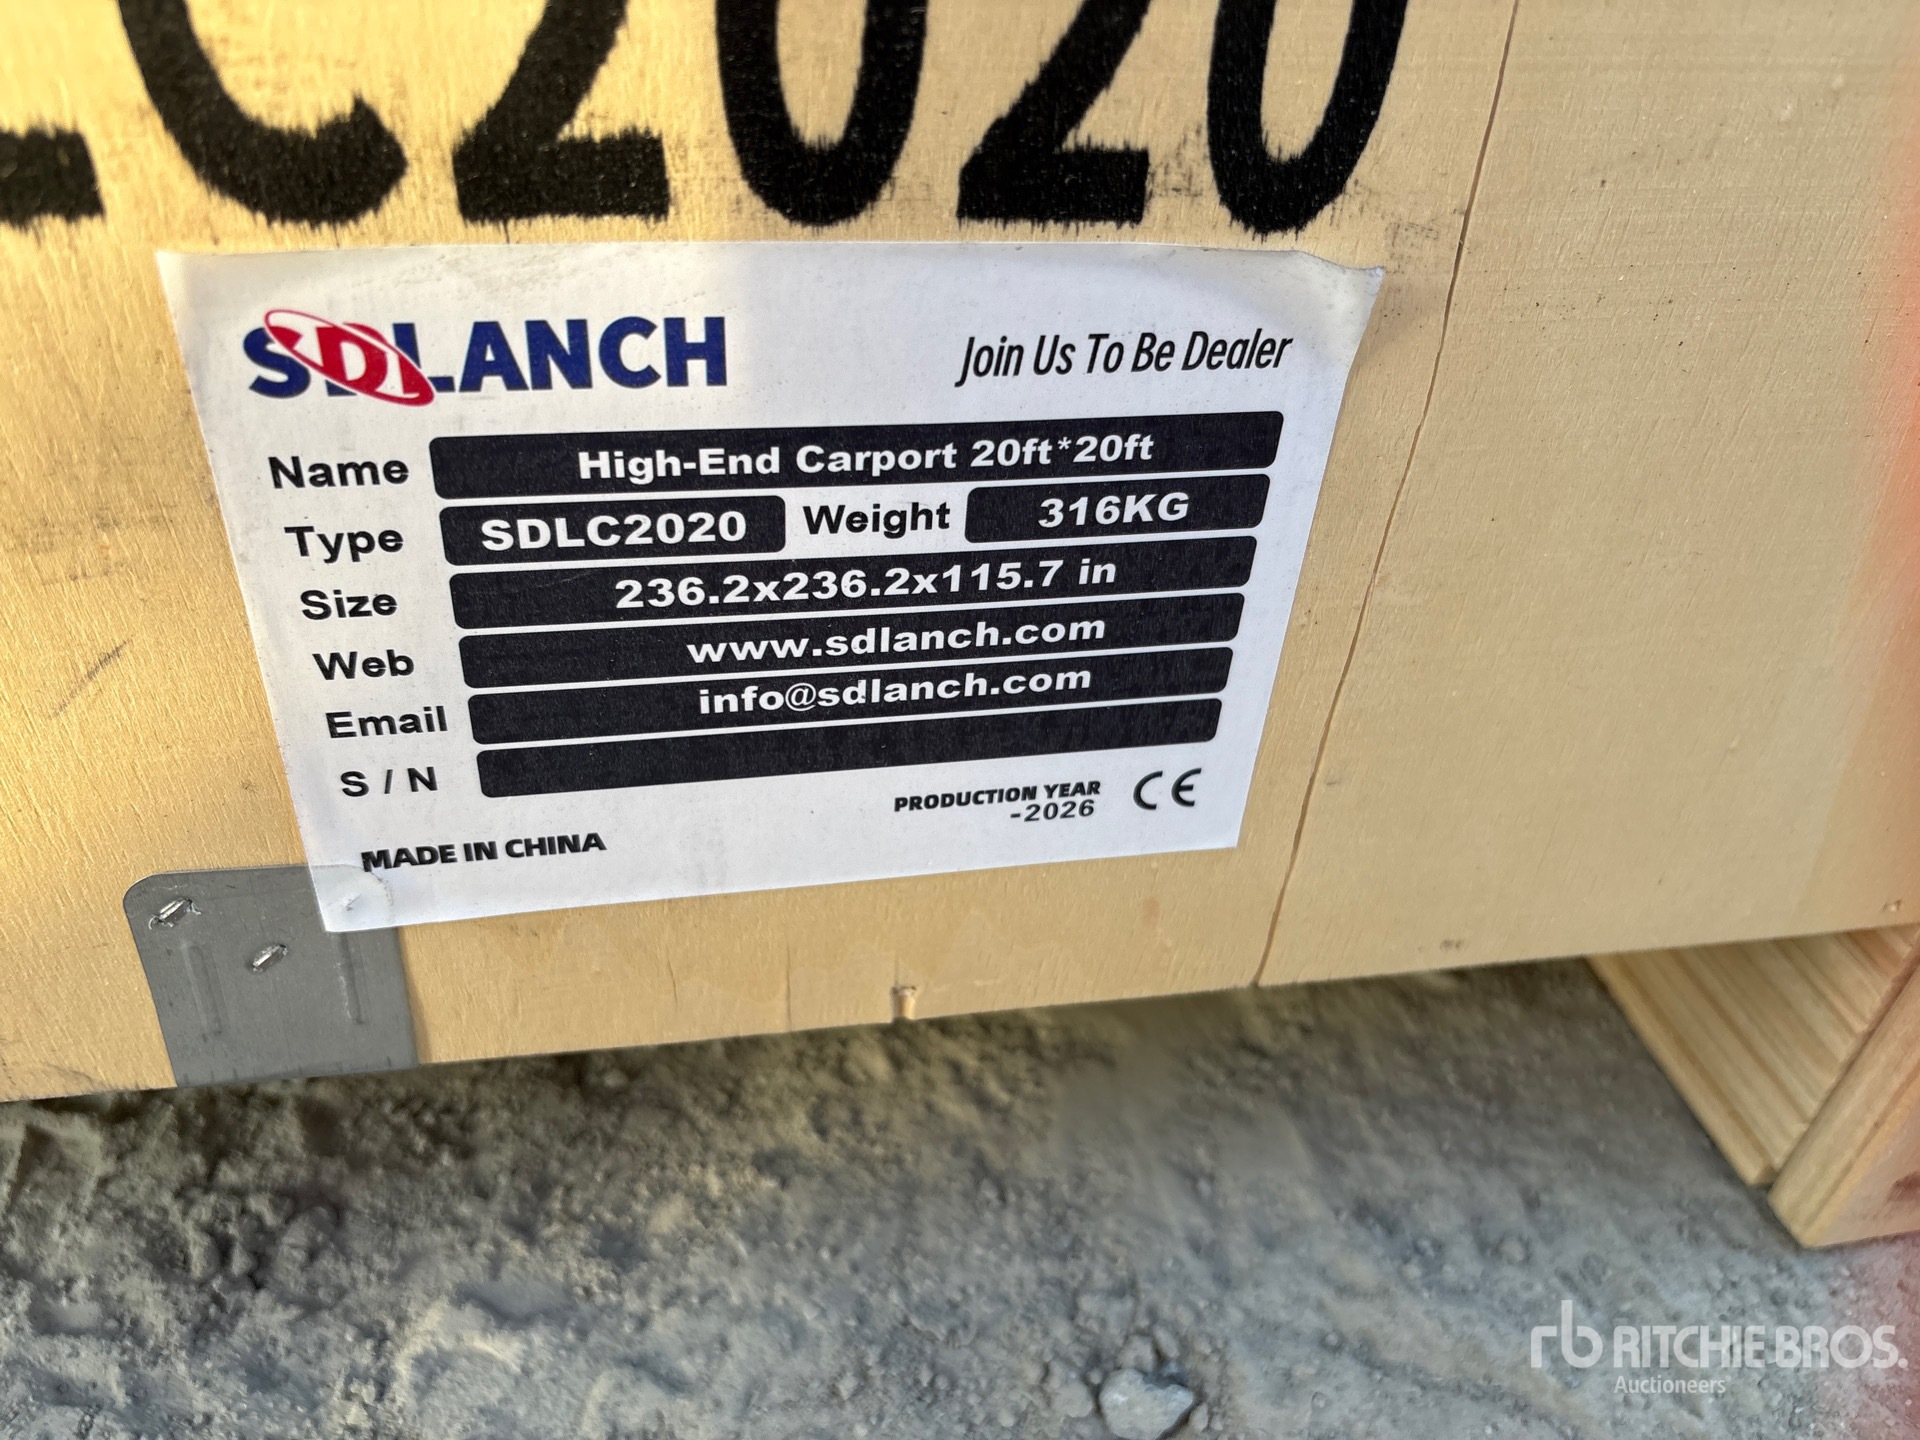 LC2020
SDLANCH
Join Us To Be Dealer
Name High-End Carport 20ft*20ft
Type SDLC2020 Weight 316KG
Size 236.2x236.2x115.7 in
Web www.sdlanch.com
Email info@sdlanch.com
S / N
PRODUCTION YEAR
-2026
CE
MADE IN CHINA
rb RITCHIE BROS.
Auctioneers